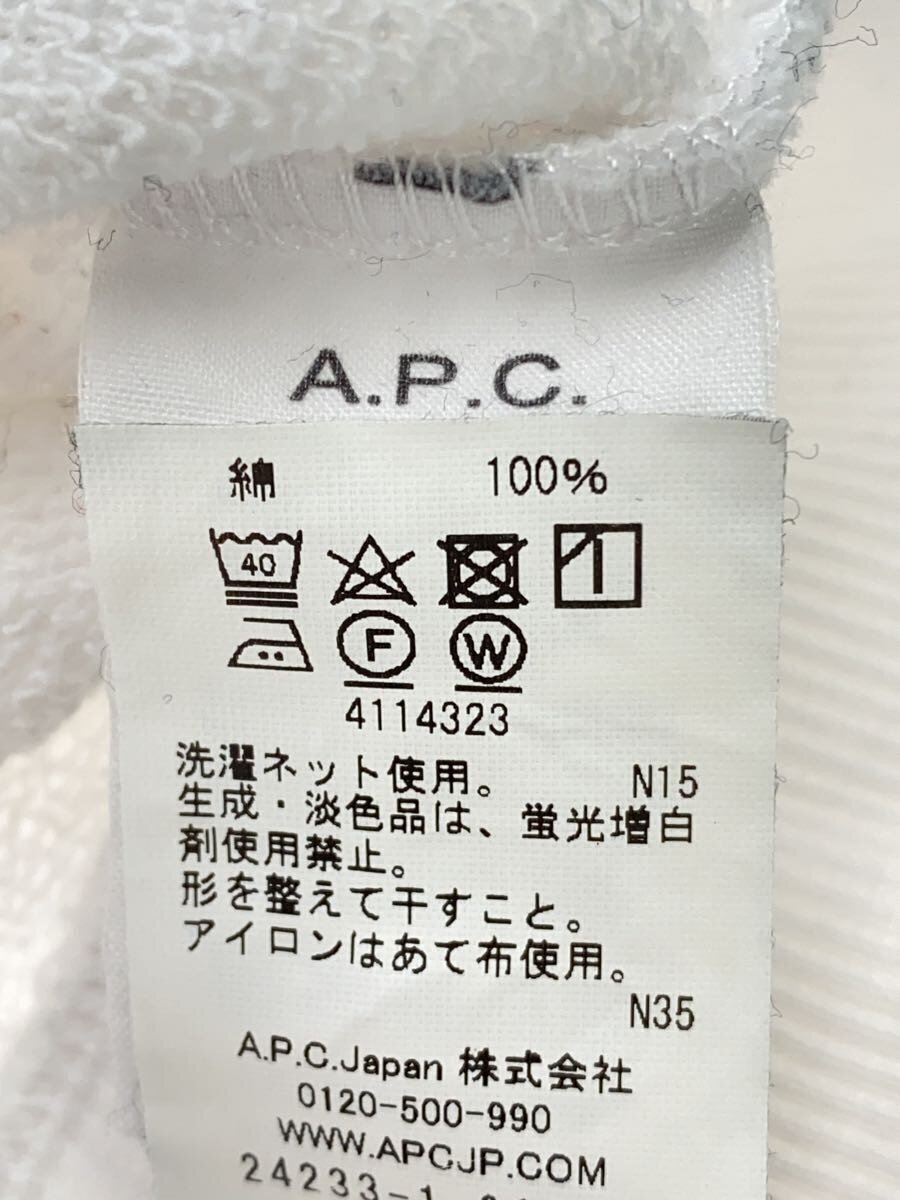 A.P.C.
綿 100%
40
F W
4114323
洗濯ネット使用。 N15
生成・淡色品は、蛍光増白
剤使用禁止。
形を整えて干すこと。
アイロンはあて布使用。
N35
A.P.C.Japan 株式会社
0120-500-990
WWW.APCJP.COM
24233-1